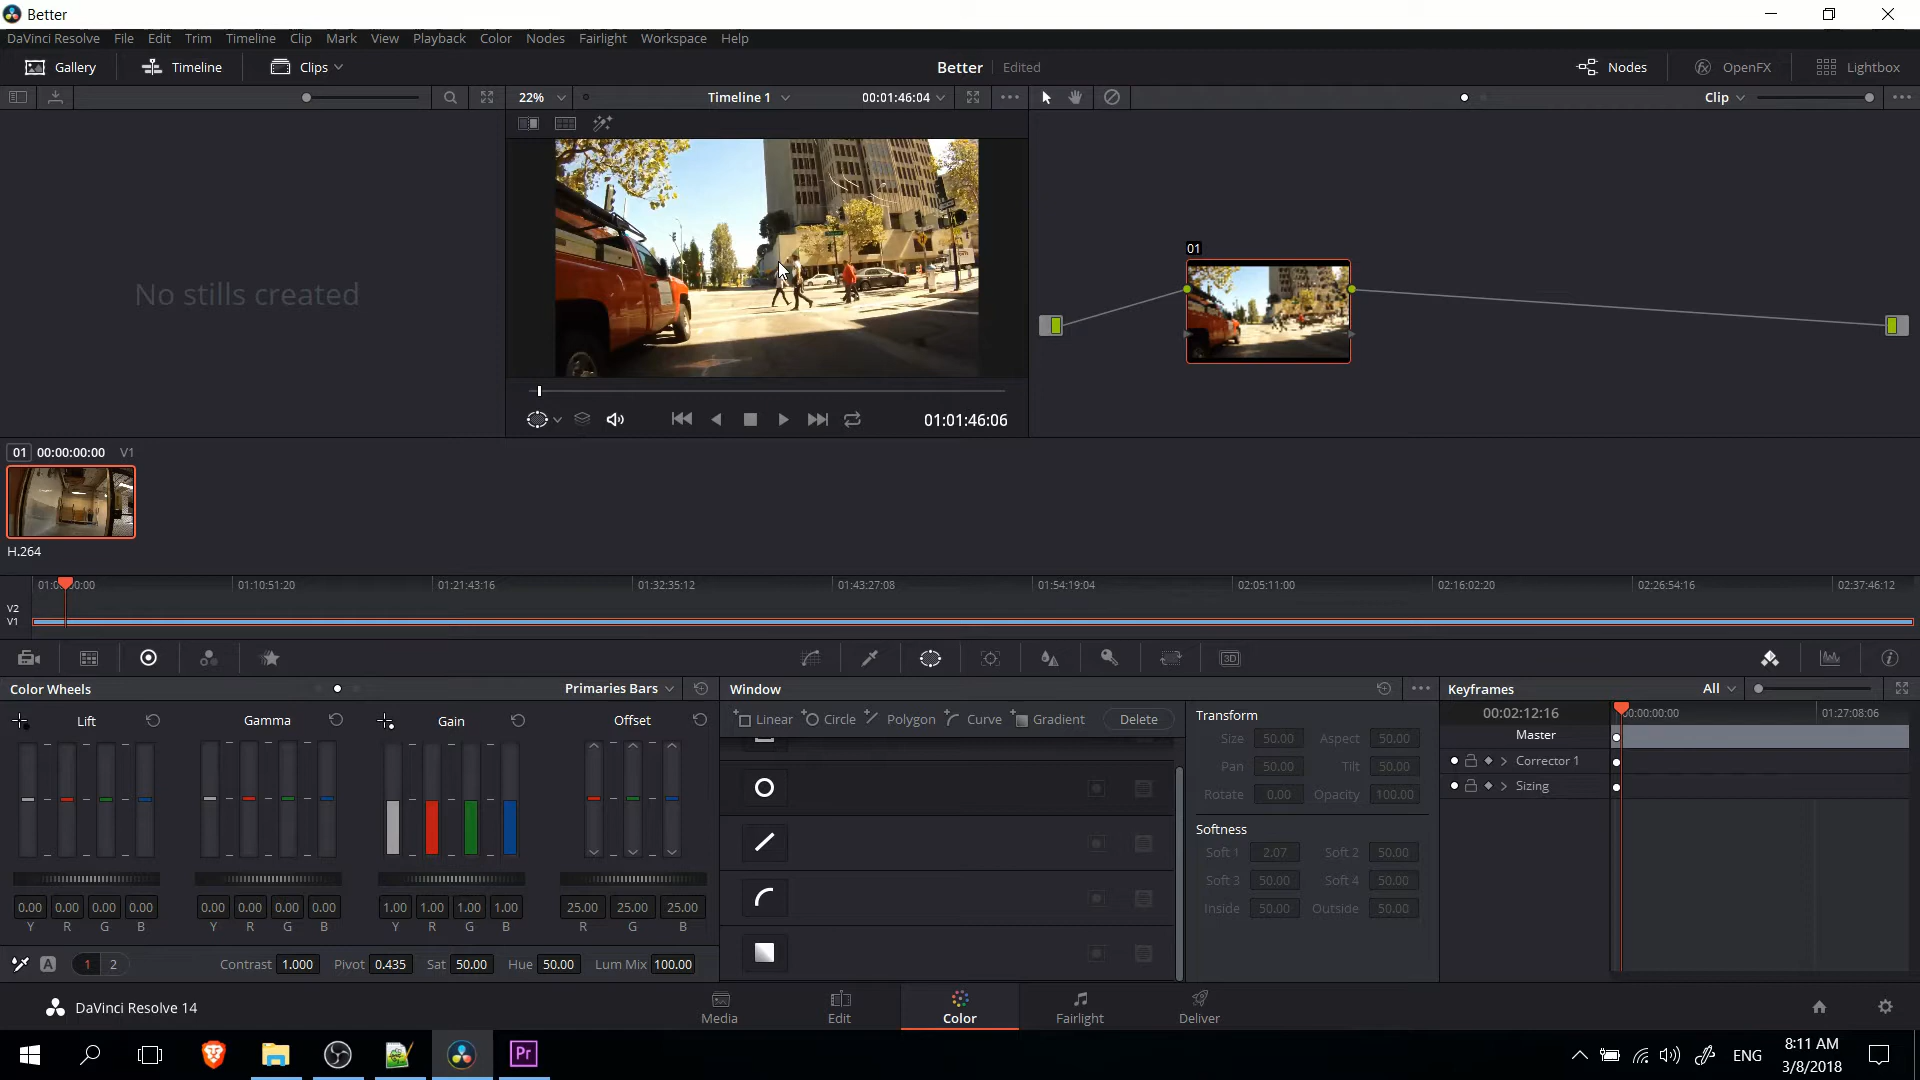 Better
DaVinci Resolve File Edit Trim Timeline Clip Mark View Playback Color Nodes Fairlight Workspace Help
Gallery Timeline Clips Better Edited Nodes OpenFX Lightbox
22% Timeline 1 00:01:46:04 Clip
No stills created
01
01:01:46:06
01 00:00:00:00 V1
H.264
01:0 00:00 01:10:51:20 01:21:43:16 01:32:35:12 01:43:27:08 01:54:19:04 02:05:11:00 02:16:02:20 02:26:54:16 02:37:46:12
V2
V1
3D
Color Wheels Primaries Bars Window Keyframes All
Lift Gamma Gain Offset
Linear Circle Polygon Curve Gradient Delete
Transform
Size 50.00 Aspect 50.00
Pan 50.00 Tilt 50.00
Rotate 0.00 Opacity 100.00
Softness
Soft 1 2.07 Soft 2 50.00
Soft 3 50.00 Soft 4 50.00
Inside 50.00 Outside 50.00
00:02:12:16 00:00:00:00 01:27:08:06
Master
Corrector 1
Sizing
0.00 0.00 0.00 0.00 0.00 0.00 0.00 0.00 1.00 1.00 1.00 1.00 25.00 25.00 25.00
Y R G B Y R G B Y R G B R G B
A 1 2 Contrast 1.000 Pivot 0.435 Sat 50.00 Hue 50.00 Lum Mix 100.00
DaVinci Resolve 14 Media Edit Color Fairlight Deliver
Pr ENG 8:11 AM
3/8/2018